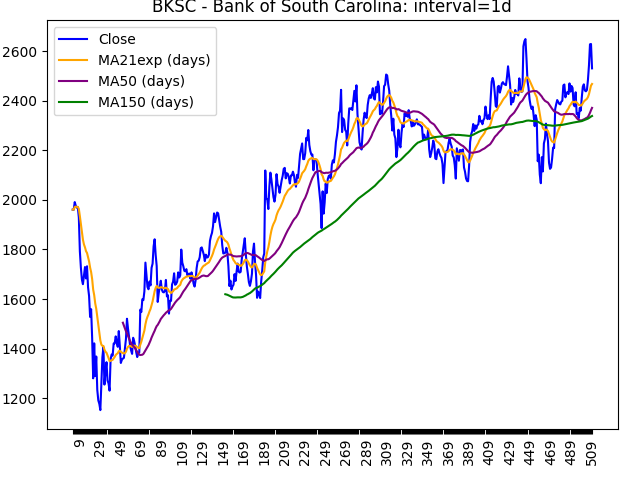 BKSC - Bank of South Carolina: interval=1d
Close
MA21exp (days)
MA50 (days)
MA150 (days)
2600
2400
2200
2000
1800
1600
1400
1200
9 29 49 69 89 109 129 149 169 189 209 229 249 269 289 309 329 349 369 389 409 429 449 469 489 509